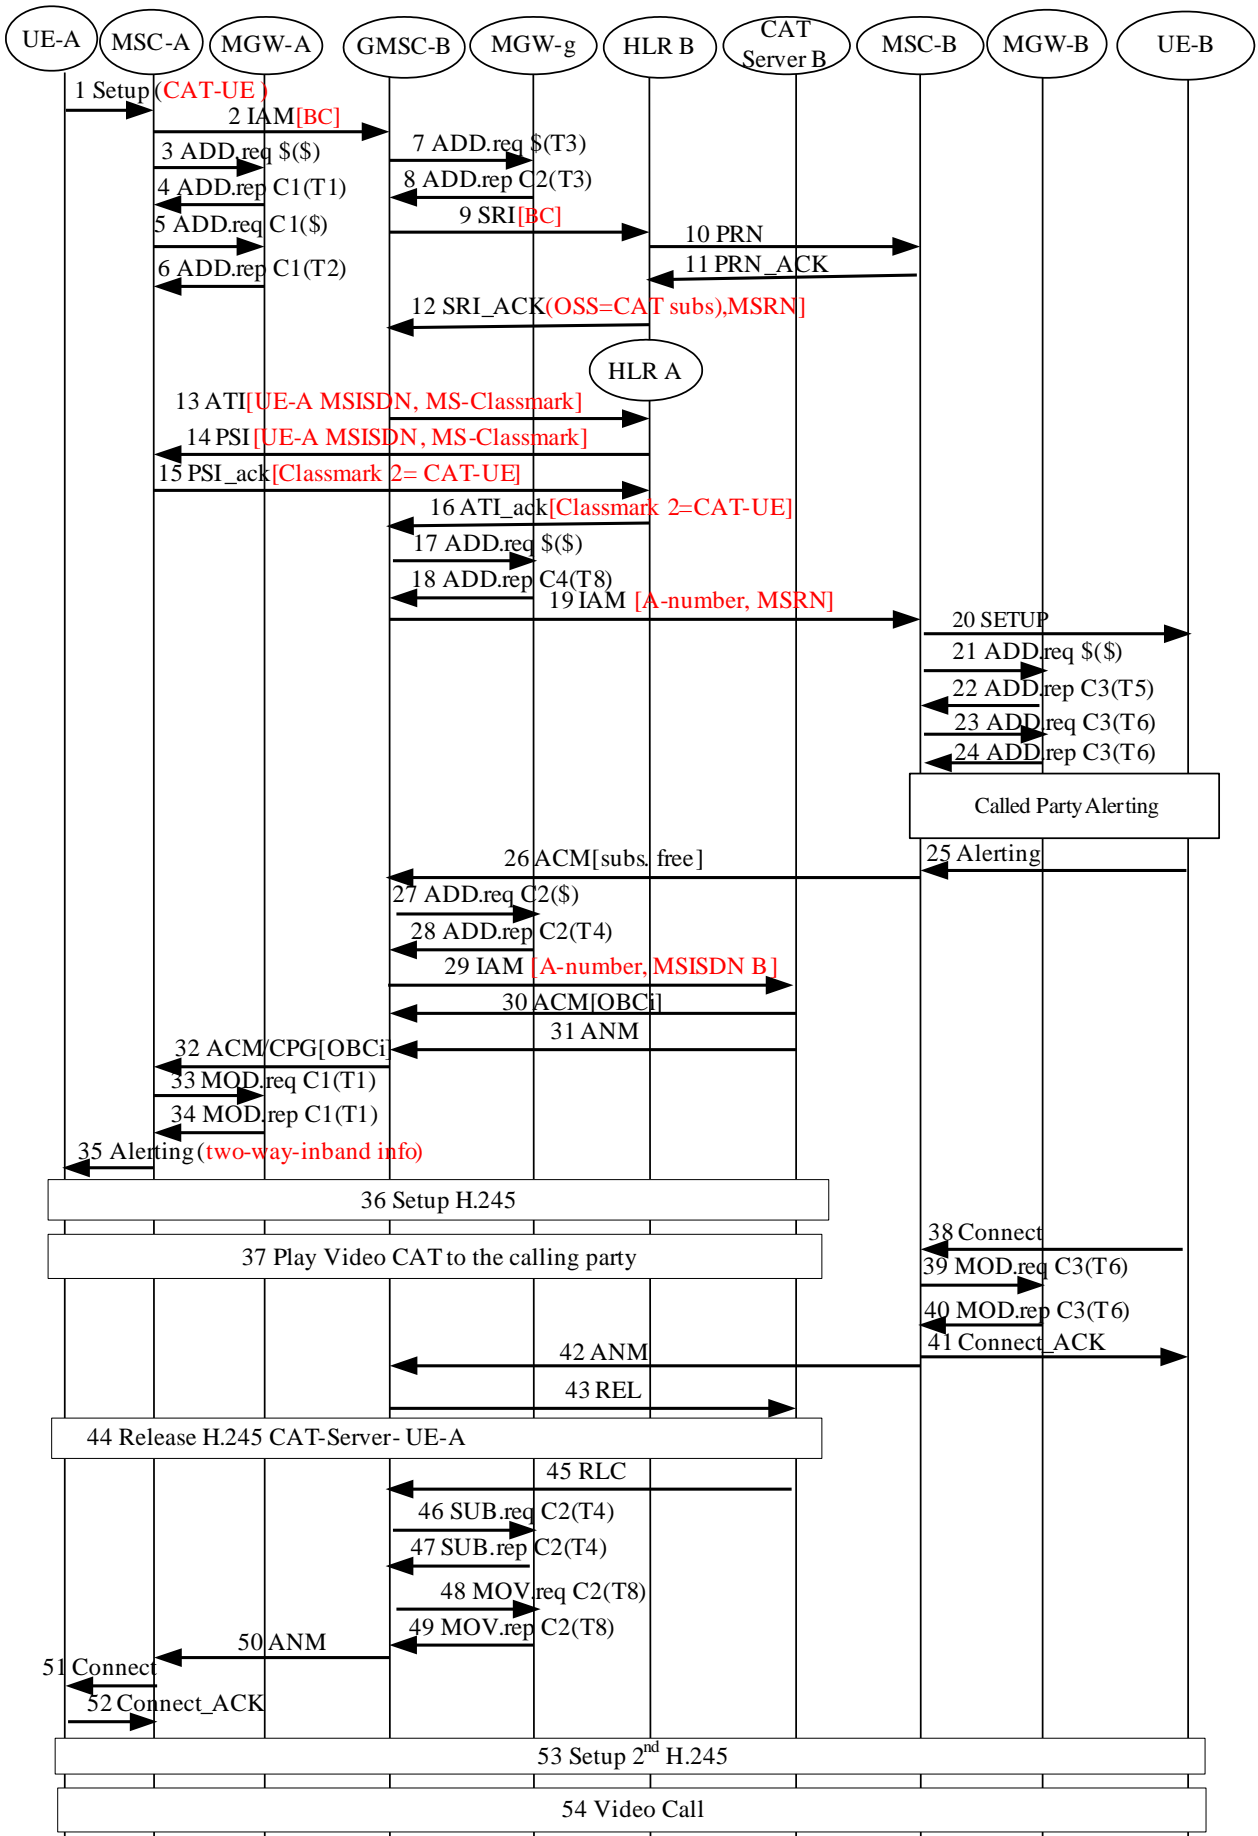 UE-A
MSC-A
MGW-A
GMSC-B
MGW-g
HLR B
CAT
Server B
MSC-B
MGW-B
UE-B
1 Setup (CAT-UE )
2 IAM[BC]
3 ADD.req $($)
7 ADD.req $(T3)
4 ADD.rep C1(T1)
8 ADD.rep C2(T3)
5 ADD.req C1($)
9 SRI[BC]
10 PRN
6 ADD.rep C1(T2)
11 PRN_ACK
12 SRI_ACK(OSS=CAT subs),MSRN]
HLR A
13 ATI[UE-A MSISDN, MS-Classmark]
14 PSI[UE-A MSISDN, MS-Classmark]
15 PSI_ack[Classmark 2= CAT-UE]
16 ATI_ack[Classmark 2=CAT-UE]
17 ADD.req $($)
18 ADD.rep C4(T8)
19 IAM [A-number, MSRN]
20 SETUP
21 ADD.req $($)
22 ADD.rep C3(T5)
23 ADD.req C3(T6)
24 ADD.rep C3(T6)
Called Party Alerting
25 Alerting
26 ACM[subs. free]
27 ADD.req C2($)
28 ADD.rep C2(T4)
29 IAM [A-number, MSISDN B]
30 ACM[OBCi]
31 ANM
32 ACM/CPG[OBCi]
33 MOD.req C1(T1)
34 MOD.rep C1(T1)
35 Alerting(two-way-inband info)
36 Setup H.245
37 Play Video CAT to the calling party
38 Connect
39 MOD.req C3(T6)
40 MOD.rep C3(T6)
41 Connect_ACK
42 ANM
43 REL
44 Release H.245 CAT-Server- UE-A
45 RLC
46 SUB.req C2(T4)
47 SUB.rep C2(T4)
48 MOV.req C2(T8)
49 MOV.rep C2(T8)
50 ANM
51 Connect
52 Connect_ACK
53 Setup 2nd H.245
54 Video Call